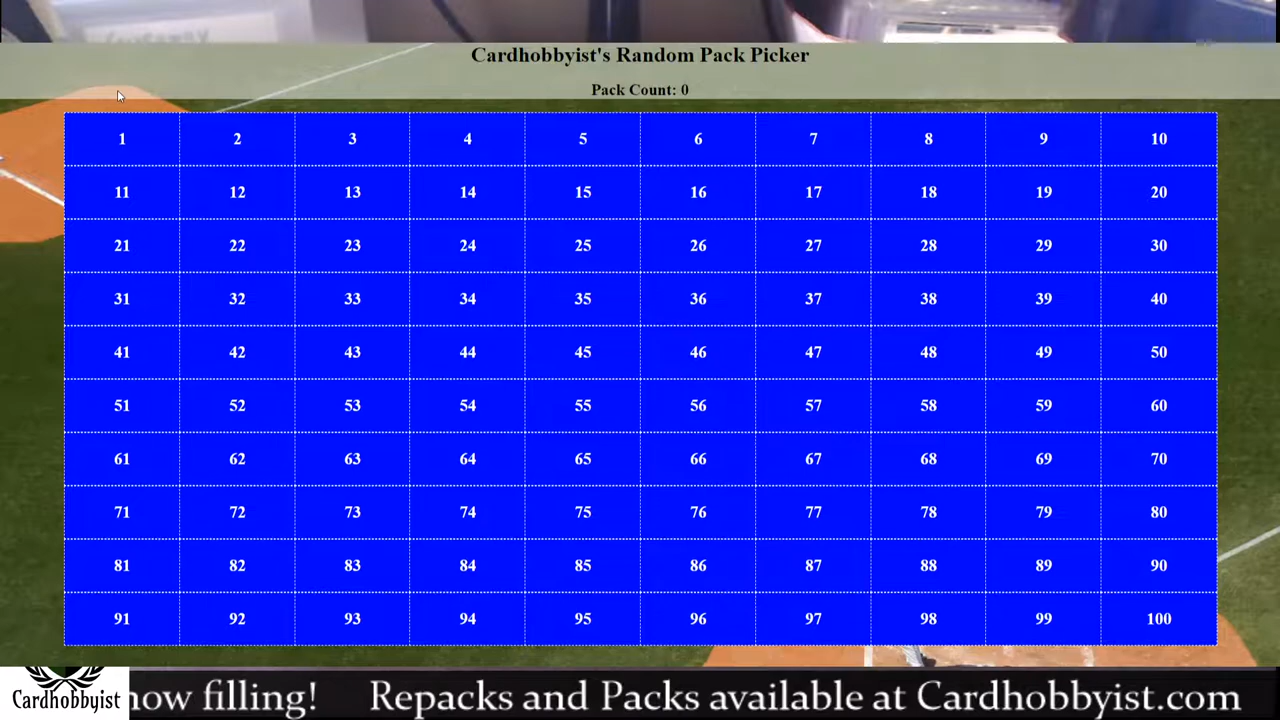 Cardhobbyist's Random Pack Picker
Pack Count: 0
1 2 3 4 5 6 7 8 9 10
11 12 13 14 15 16 17 18 19 20
21 22 23 24 25 26 27 28 29 30
31 32 33 34 35 36 37 38 39 40
41 42 43 44 45 46 47 48 49 50
51 52 53 54 55 56 57 58 59 60
61 62 63 64 65 66 67 68 69 70
71 72 73 74 75 76 77 78 79 80
81 82 83 84 85 86 87 88 89 90
91 92 93 94 95 96 97 98 99 100
Cardhobbyist
now filling! Repacks and Packs available at Cardhobbyist.com